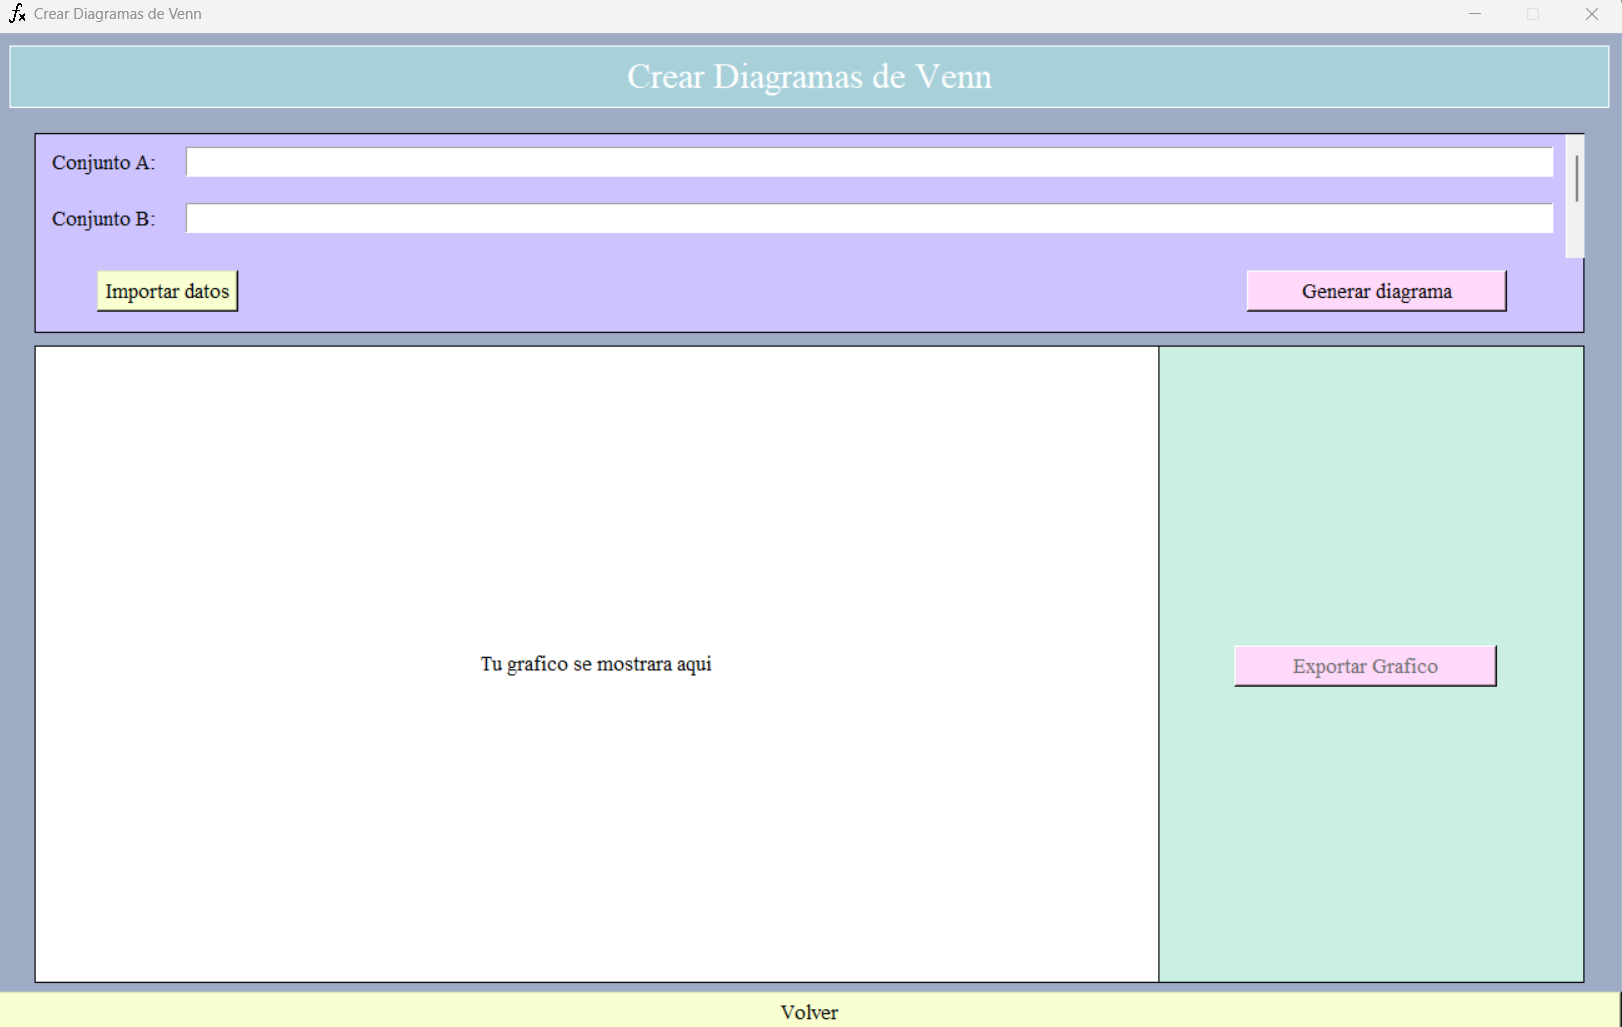 Crear Diagramas de Venn
Crear Diagramas de Venn
Conjunto A:
Conjunto B:
Importar datos
Generar diagrama
Tu grafico se mostrara aqui
Exportar Grafico
Volver